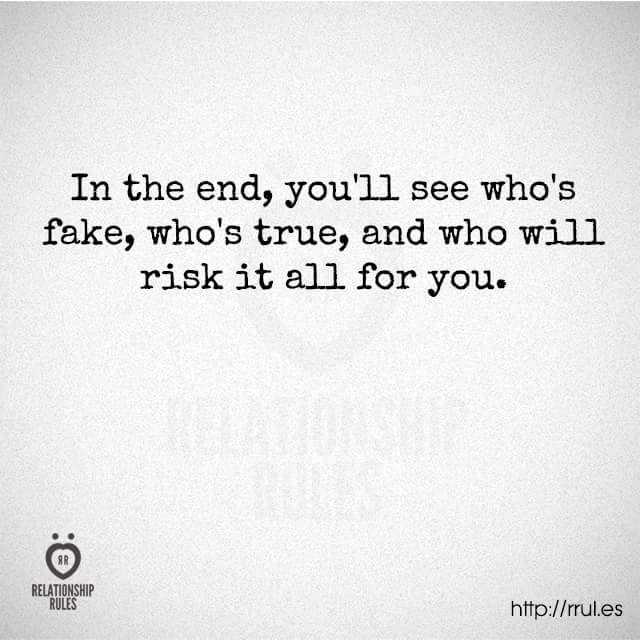 In the end, you'll see who's
fake, who's true, and who will
risk it all for you.
RR
RELATIONSHIP
RULES
ЯR
RELATIONSHIP
RULES
http://rrul.es